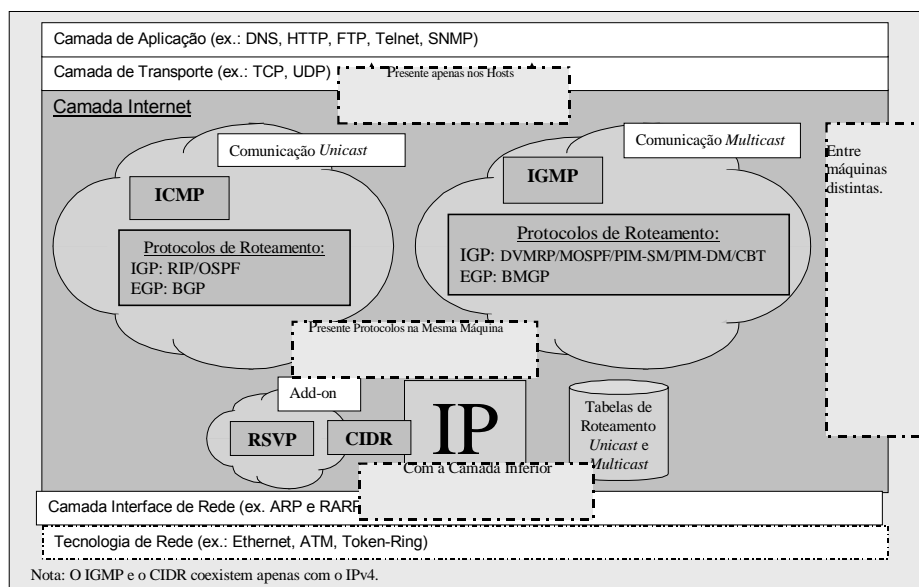 Camada de Aplicação (ex.: DNS, HTTP, FTP, Telnet, SNMP)
Camada de Transporte (ex.: TCP, UDP)
Presente apenas nos Hosts
Camada Internet
Comunicação Unicast
Comunicação Multicast
Entre
máquinas
distintas.
ICMP
IGMP
Protocolos de Roteamento:
IGP: RIP/OSPF
EGP: BGP
Protocolos de Roteamento:
IGP: DVMRP/MOSPF/PIM-SM/PIM-DM/CBT
EGP: BMGP
Presente Protocolos na Mesma Máquina
Add-on
RSVP
CIDR
IP
Tabelas de
Roteamento
Unicast e
Multicast
Com a Camada Inferior
Camada Interface de Rede (ex. ARP e RARP
Tecnologia de Rede (ex.: Ethernet, ATM, Token-Ring)
Nota: O IGMP e o CIDR coexistem apenas com o IPv4.